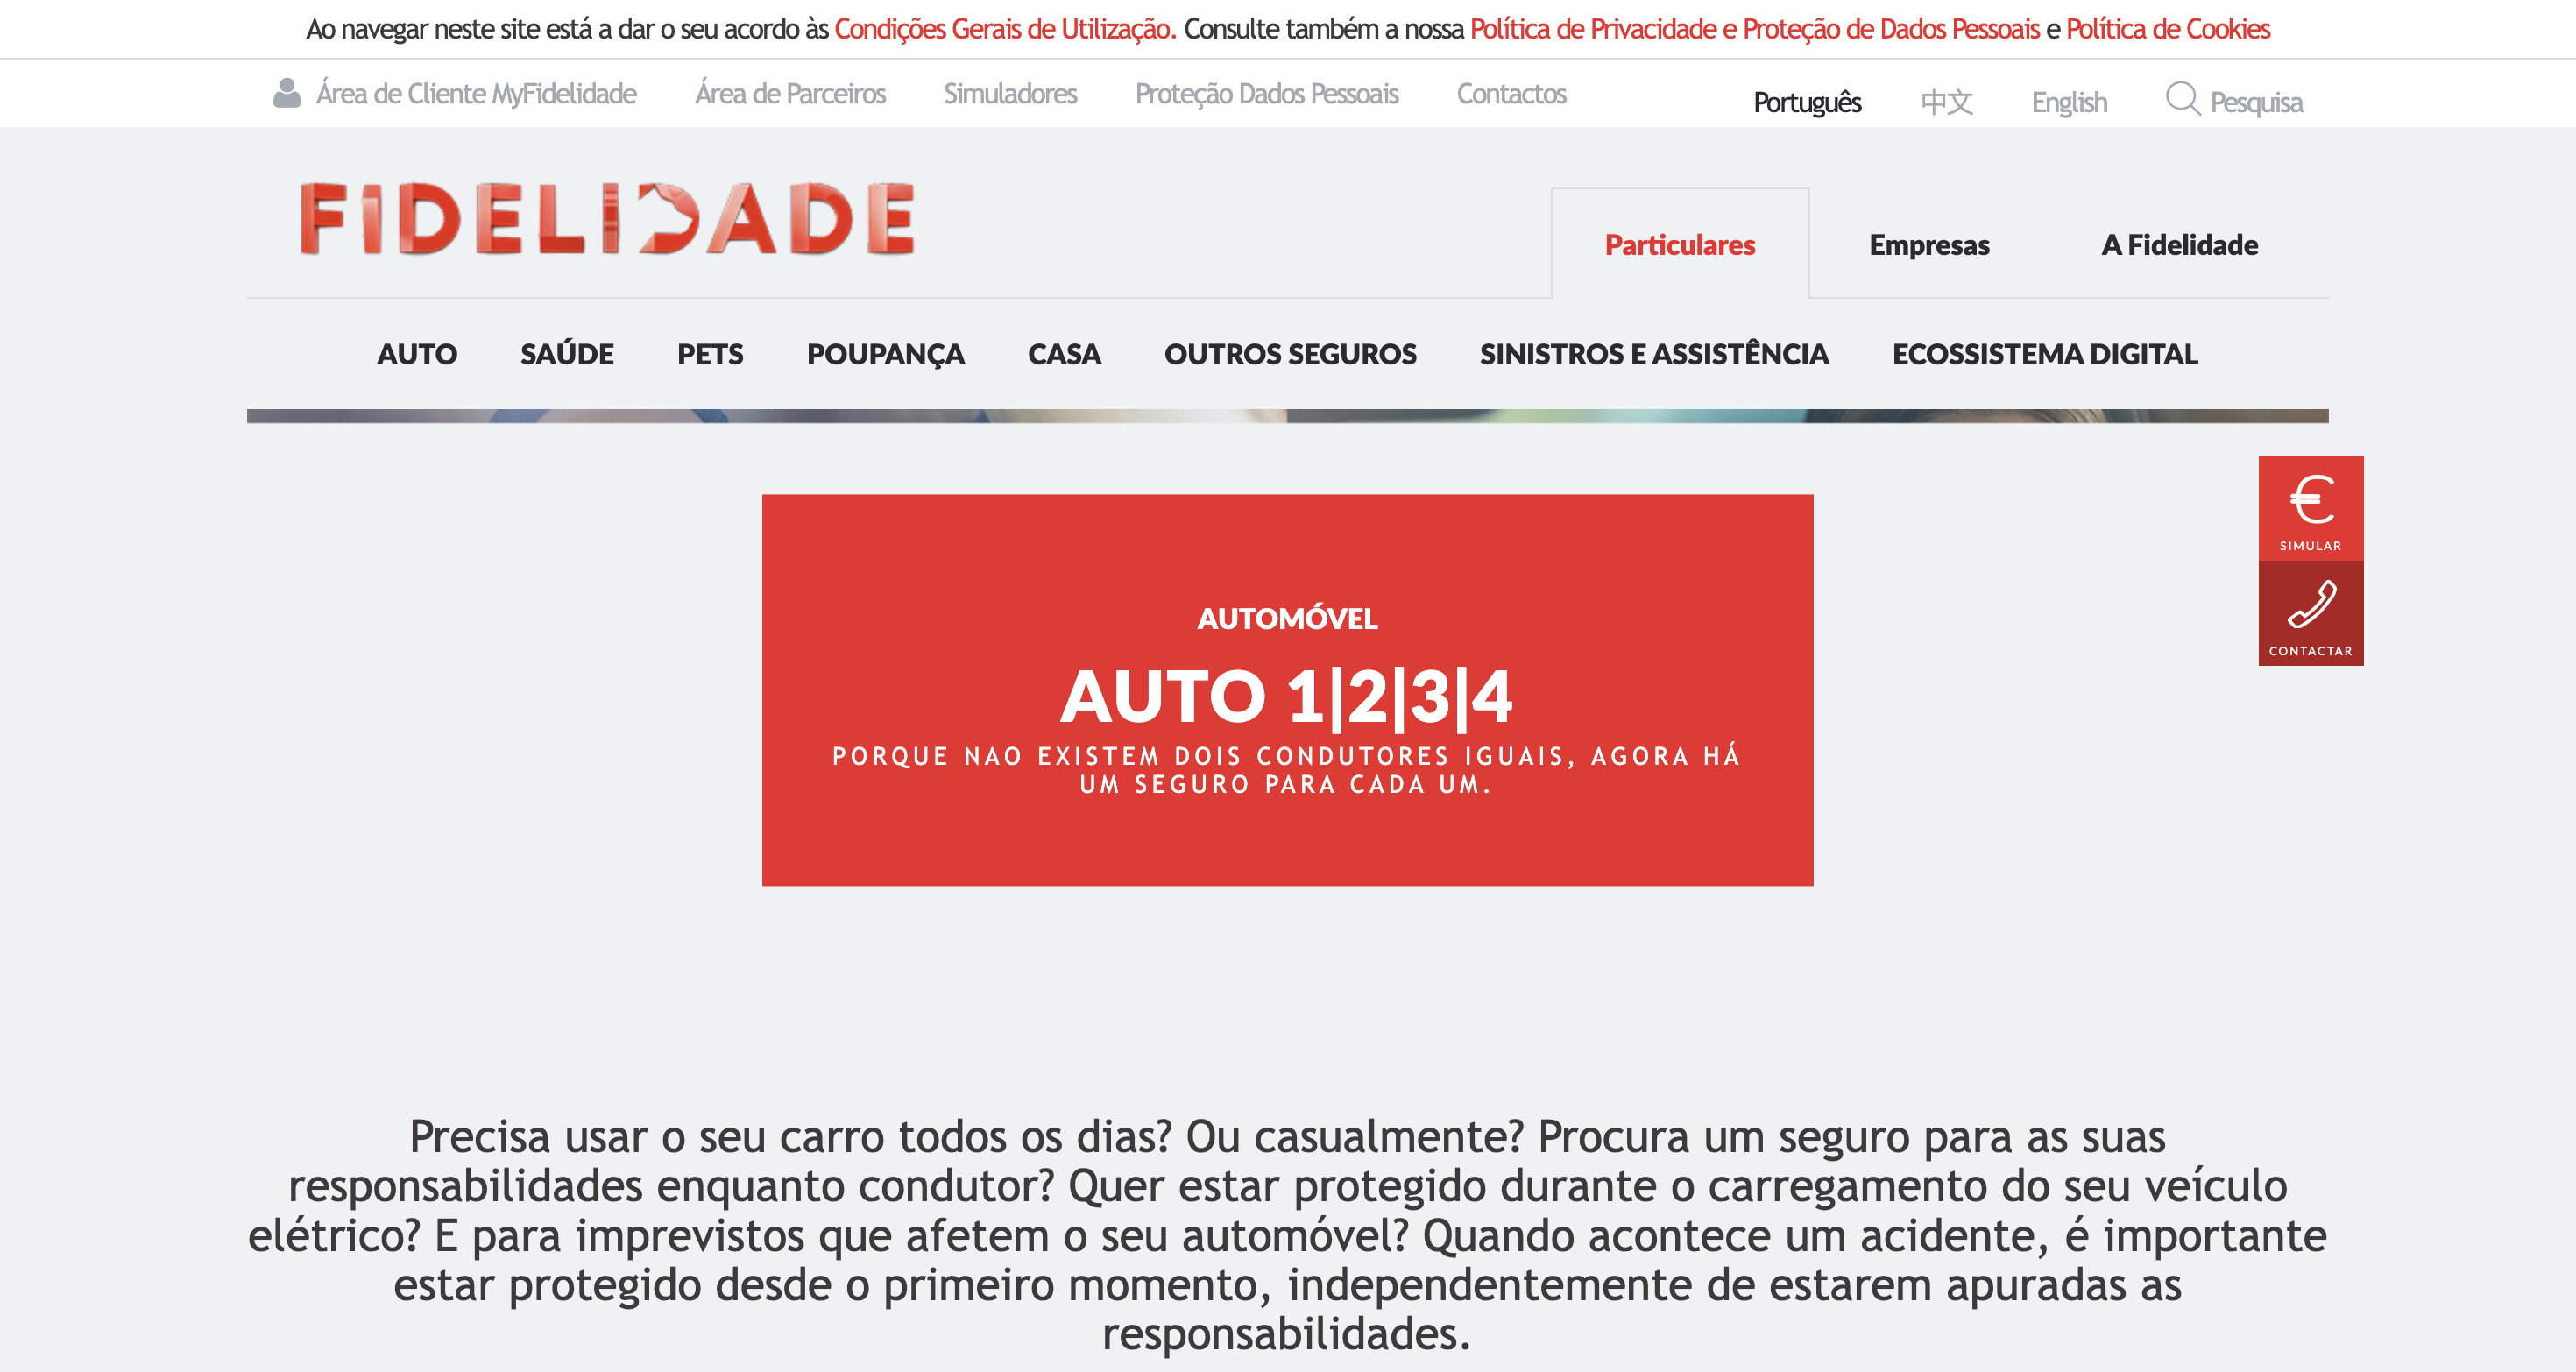 Ao navegar neste site está a dar o seu acordo às Condições Gerais de Utilização. Consulte também a nossa Política de Privacidade e Proteção de Dados Pessoais e Política de Cookies
Área de Cliente MyFidelidade Área de Parceiros Simuladores Proteção Dados Pessoais Contactos Português 中文 English Pesquisa
FIDELIDADE
Particulares Empresas A Fidelidade
AUTO SAÚDE PETS POUPANÇA CASA OUTROS SEGUROS SINISTROS E ASSISTÊNCIA ECOSSISTEMA DIGITAL
€
SIMULAR
CONTACTAR
AUTOMÓVEL
AUTO 1|2|3|4
PORQUE NAO EXISTEM DOIS CONDUTORES IGUAIS, AGORA HÁ
UM SEGURO PARA CADA UM.
Precisa usar o seu carro todos os dias? Ou casualmente? Procura um seguro para as suas
responsabilidades enquanto condutor? Quer estar protegido durante o carregamento do seu veículo
elétrico? E para imprevistos que afetem o seu automóvel? Quando acontece um acidente, é importante
estar protegido desde o primeiro momento, independentemente de estarem apuradas as
responsabilidades.